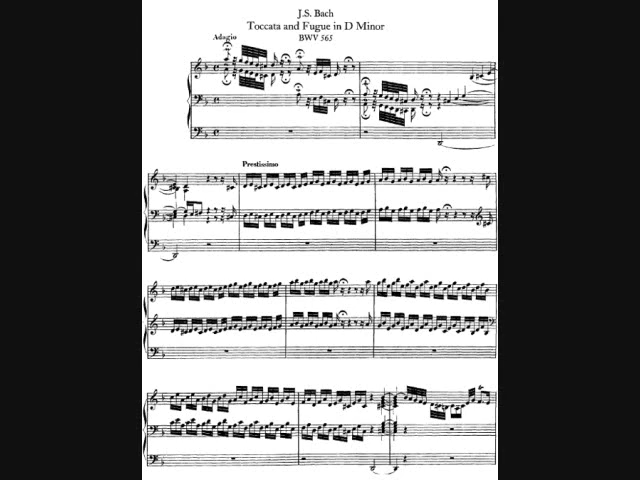 J.S. Bach
Toccata and Fugue in D Minor
BWV 565
Adagio
Prestissimo